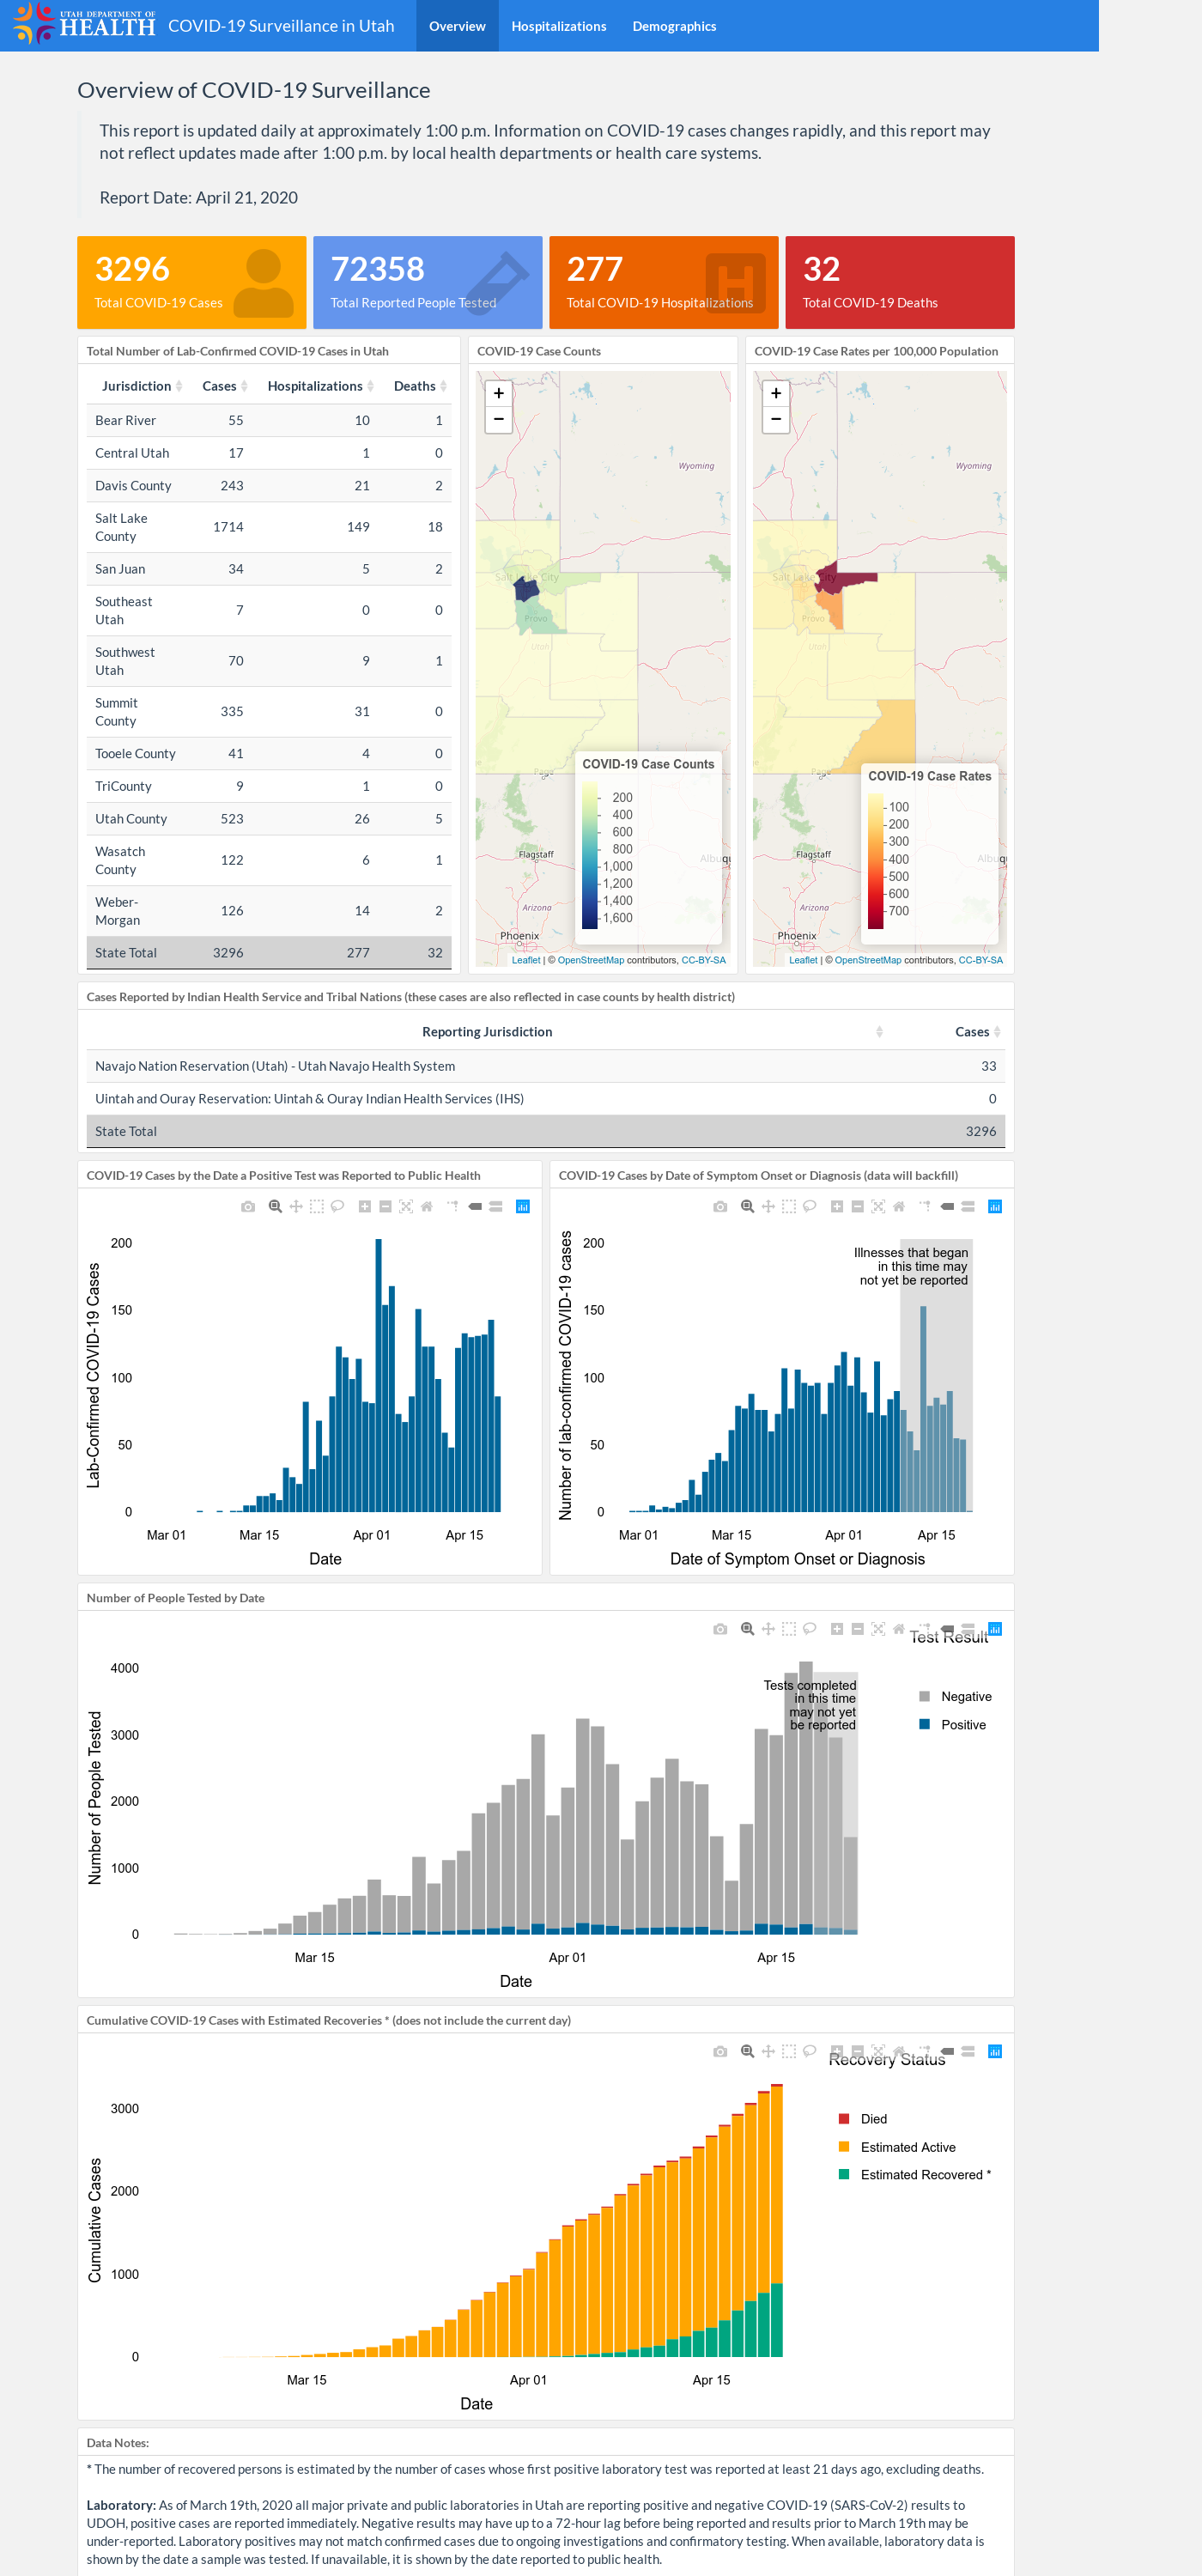 UTAH DEPARTMENT OF
HEALTH
COVID-19 Surveillance in Utah
Overview
Hospitalizations
Demographics
Overview of COVID-19 Surveillance
This report is updated daily at approximately 1:00 p.m. Information on COVID-19 cases changes rapidly, and this report may
not reflect updates made after 1:00 p.m. by local health departments or health care systems.
Report Date: April 21, 2020
3296
Total COVID-19 Cases
72358
Total Reported People Tested
277
Total COVID-19 Hospitalizations
H
32
Total COVID-19 Deaths
Total Number of Lab-Confirmed COVID-19 Cases in Utah
Jurisdiction Cases Hospitalizations Deaths
Bear River 55 10 1
Central Utah 17 1 0
Davis County 243 21 2
Salt Lake
County 1714 149 18
San Juan 34 5 2
Southeast
Utah 7 0 0
Southwest
Utah 70 9 1
Summit
County 335 31 0
Tooele County 41 4 0
TriCounty 9 1 0
Utah County 523 26 5
Wasatch
County 122 6 1
Weber-
Morgan 126 14 2
State Total 3296 277 32
COVID-19 Case Counts
+
−
Wyoming
Salt Lake City
Provo
Utah
Page
COVID-19 Case Counts
200
400
600
800
1,000
1,200
1,400
1,600
Flagstaff
Albuqu
Arizona
Phoenix
Leaflet | © OpenStreetMap contributors, CC-BY-SA
COVID-19 Case Rates per 100,000 Population
+
−
Wyoming
Salt Lake City
Provo
Utah
Page
COVID-19 Case Rates
100
200
300
400
500
600
700
Flagstaff
Albuqu
Arizona
Phoenix
Leaflet | © OpenStreetMap contributors, CC-BY-SA
Cases Reported by Indian Health Service and Tribal Nations (these cases are also reflected in case counts by health district)
Reporting Jurisdiction Cases
Navajo Nation Reservation (Utah) - Utah Navajo Health System 33
Uintah and Ouray Reservation: Uintah & Ouray Indian Health Services (IHS) 0
State Total 3296
COVID-19 Cases by the Date a Positive Test was Reported to Public Health
Lab-Confirmed COVID-19 Cases
200
150
100
50
0
Mar 01 Mar 15 Apr 01 Apr 15
Date
COVID-19 Cases by Date of Symptom Onset or Diagnosis (data will backfill)
Number of lab-confirmed COVID-19 cases
200
150
100
50
0
Illnesses that began
in this time may
not yet be reported
Mar 01 Mar 15 Apr 01 Apr 15
Date of Symptom Onset or Diagnosis
Number of People Tested by Date
Number of People Tested
4000
3000
2000
1000
0
Tests completed
in this time
may not yet
be reported
Test Result
Negative
Positive
Mar 15 Apr 01 Apr 15
Date
Cumulative COVID-19 Cases with Estimated Recoveries * (does not include the current day)
Cumulative Cases
3000
2000
1000
0
Recovery Status
Died
Estimated Active
Estimated Recovered *
Mar 15 Apr 01 Apr 15
Date
Data Notes:
* The number of recovered persons is estimated by the number of cases whose first positive laboratory test was reported at least 21 days ago, excluding deaths.
Laboratory: As of March 19th, 2020 all major private and public laboratories in Utah are reporting positive and negative COVID-19 (SARS-CoV-2) results to
UDOH, positive cases are reported immediately. Negative results may have up to a 72-hour lag before being reported and results prior to March 19th may be
under-reported. Laboratory positives may not match confirmed cases due to ongoing investigations and confirmatory testing. When available, laboratory data is
shown by the date a sample was tested. If unavailable, it is shown by the date reported to public health.